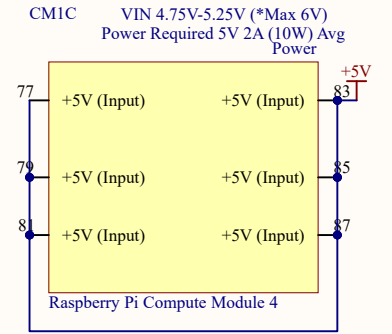 CM1C VIN 4.75V-5.25V (*Max 6V)
Power Required 5V 2A (10W) Avg
Power
+5V
77 +5V (Input) +5V (Input) 83
79 +5V (Input) +5V (Input) 85
81 +5V (Input) +5V (Input) 87
Raspberry Pi Compute Module 4